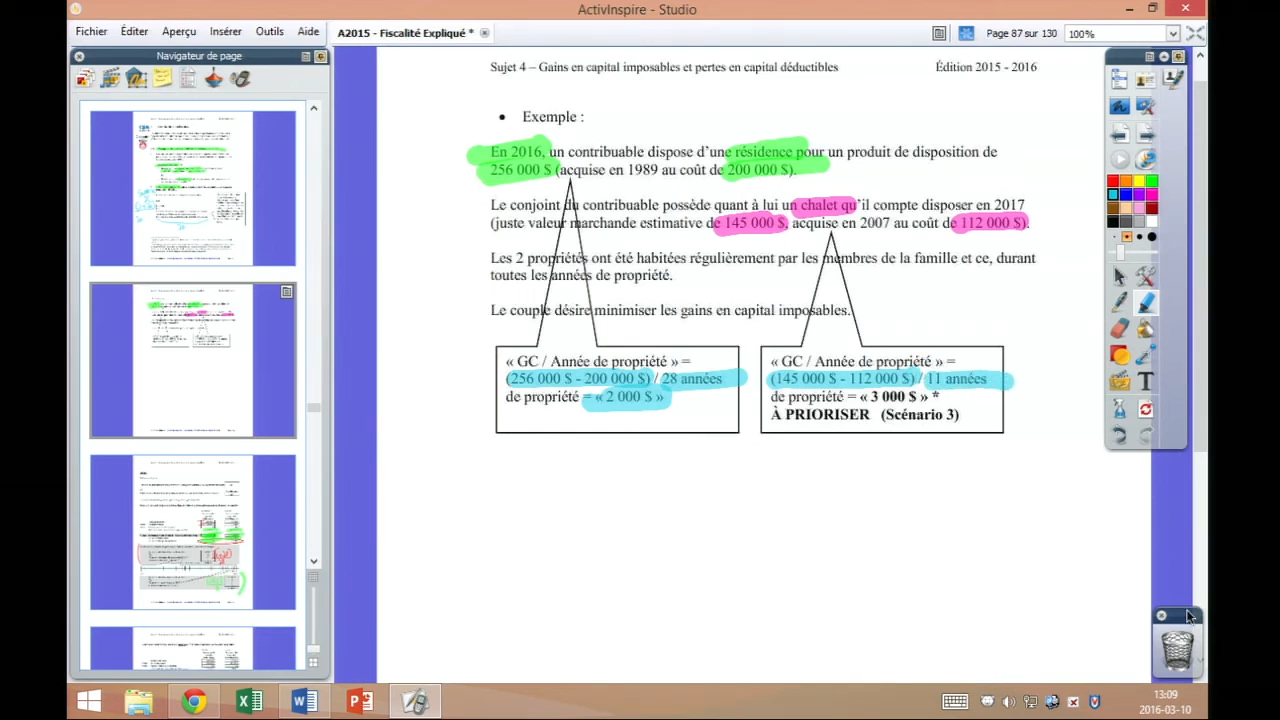 ActivInspire - Studio
Fichier Éditer Aperçu Insérer Outils Aide
A2015 - Fiscalité Expliqué *
Page 87 sur 130
100%
Navigateur de page
4 – Gains en capital imposables et pertes en capital déductibles
Édition 2015 - 2016
• Exemple :
En 2016, un contribuable dispose d'une résidence pour un produit de disposition de
256 000 $ (acquise en 1989 au coût de 200 000 $).
Le conjoint du contribuable possède quant à lui un chalet qu'il compte disposer en 2017
(juste valeur marchande estimative de 145 000 $, acquise en 2007 au coût de 112 000 $).
Les 2 propriétés ont été habitées régulièrement par les membres de la famille et ce, durant
toutes les années de propriété.
Le couple désire minimiser les gains en capital imposables.
« GC / Année de propriété » =
(256 000 $ - 200 000 $) / 28 années
de propriété = « 2 000 $ »
« GC / Année de propriété » =
(145 000 $ - 112 000 $) / 11 années
de propriété = « 3 000 $ » *
À PRIORISER (Scénario 3)
13:09
2016-03-10